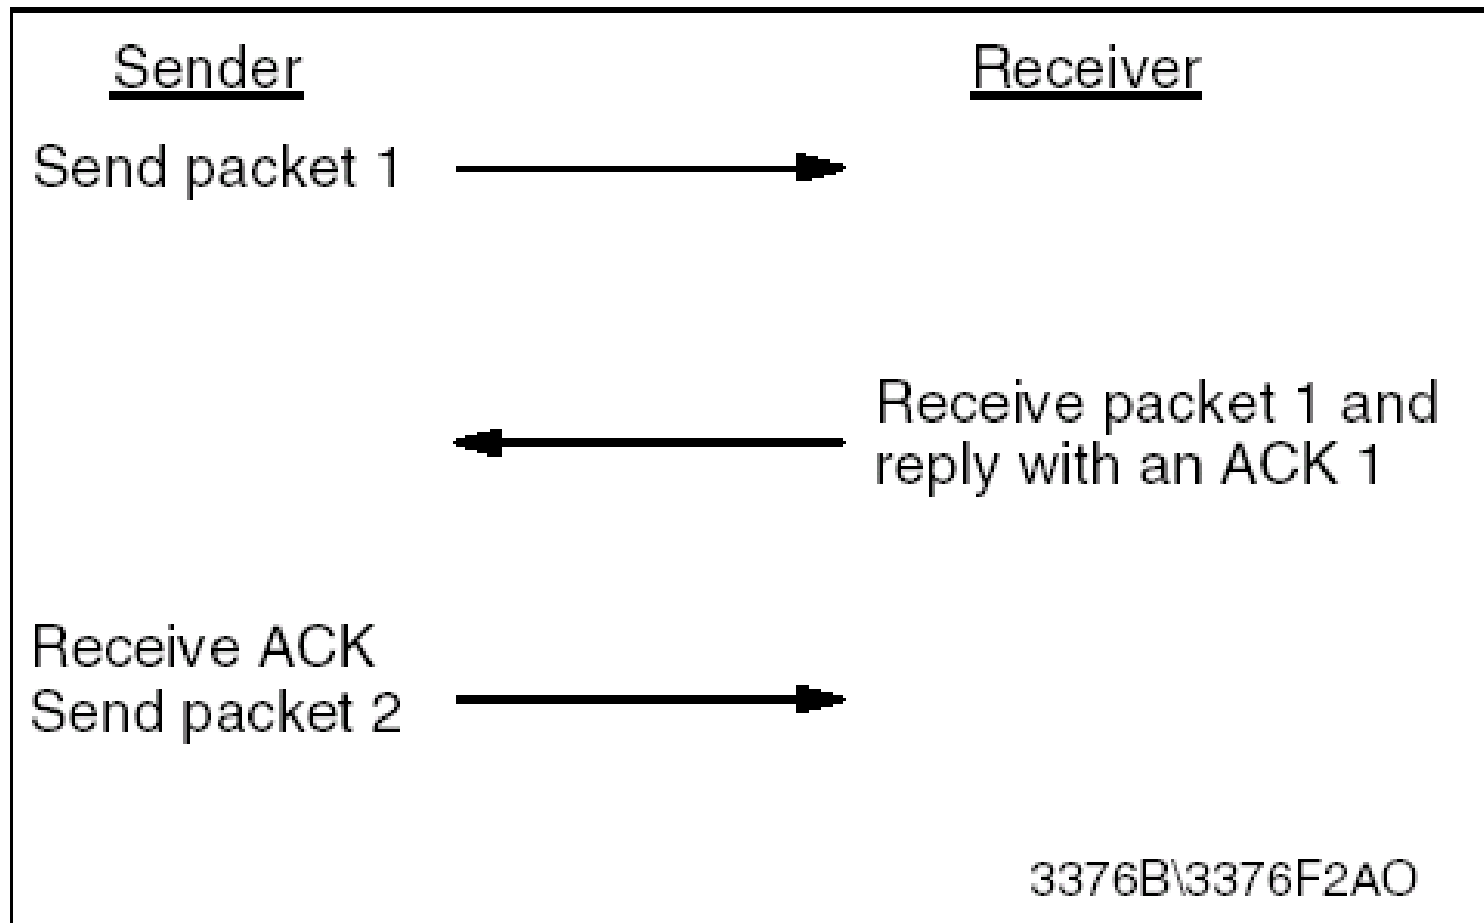 Sender
Receiver
Send packet 1
Receive packet 1 and
reply with an ACK 1
Receive ACK
Send packet 2
3376B\3376F2AO